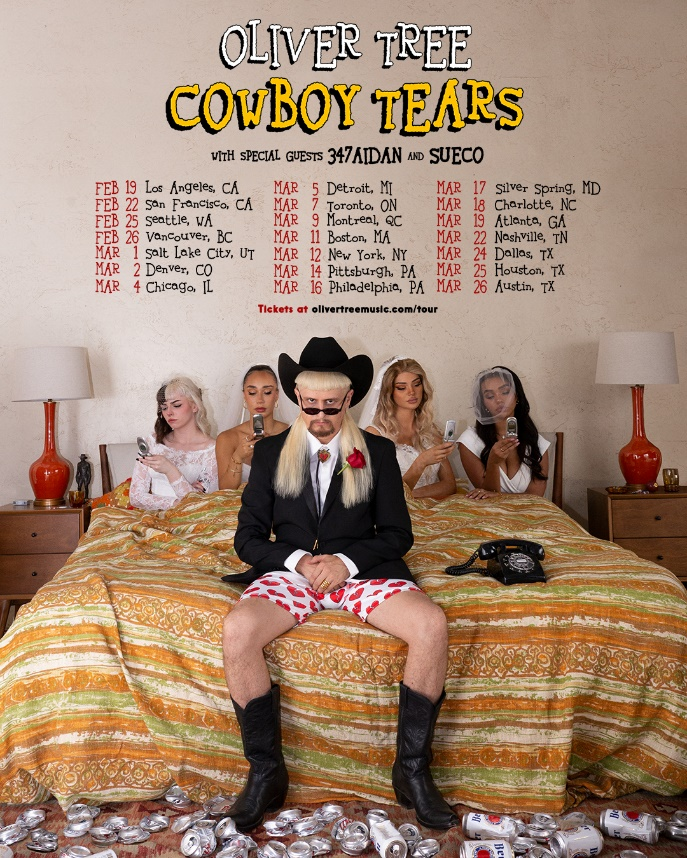 OLIVER TREE
COWBOY TEARS
WITH SPECIAL GUESTS 347AIDAN AND SUECO
FEB 19 Los Angeles, CA
FEB 22 San Francisco, CA
FEB 25 Seattle, WA
FEB 26 Vancouver, BC
MAR 1 Salt Lake City, UT
MAR 2 Denver, CO
MAR 4 Chicago, IL
MAR 5 Detroit, MI
MAR 7 Toronto, ON
MAR 9 Montreal, QC
MAR 11 Boston, MA
MAR 12 New York, NY
MAR 14 Pittsburgh, PA
MAR 16 Philadelphia, PA
MAR 17 Silver Spring, MD
MAR 18 Charlotte, NC
MAR 19 Atlanta, GA
MAR 22 Nashville, TN
MAR 24 Dallas, TX
MAR 25 Houston, TX
MAR 26 Austin, TX
Tickets at olivertreemusic.com/tour